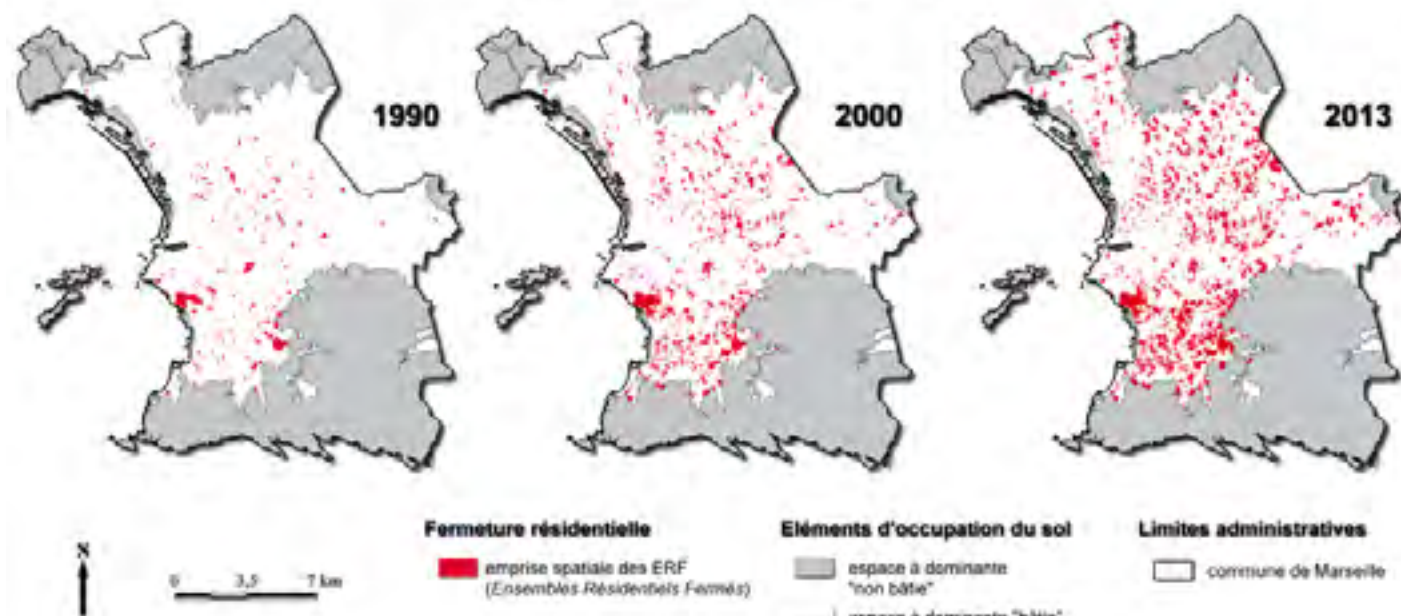 1990
2000
2013
Fermeture résidentielle
emprise spatiale des ERF
(Ensembles Résidentiels Fermés)
Eléments d'occupation du sol
espace à dominante
"non bâtie"
espace à dominante "bâtie"
Limites administratives
commune de Marseille
N
0 3,5 7 km